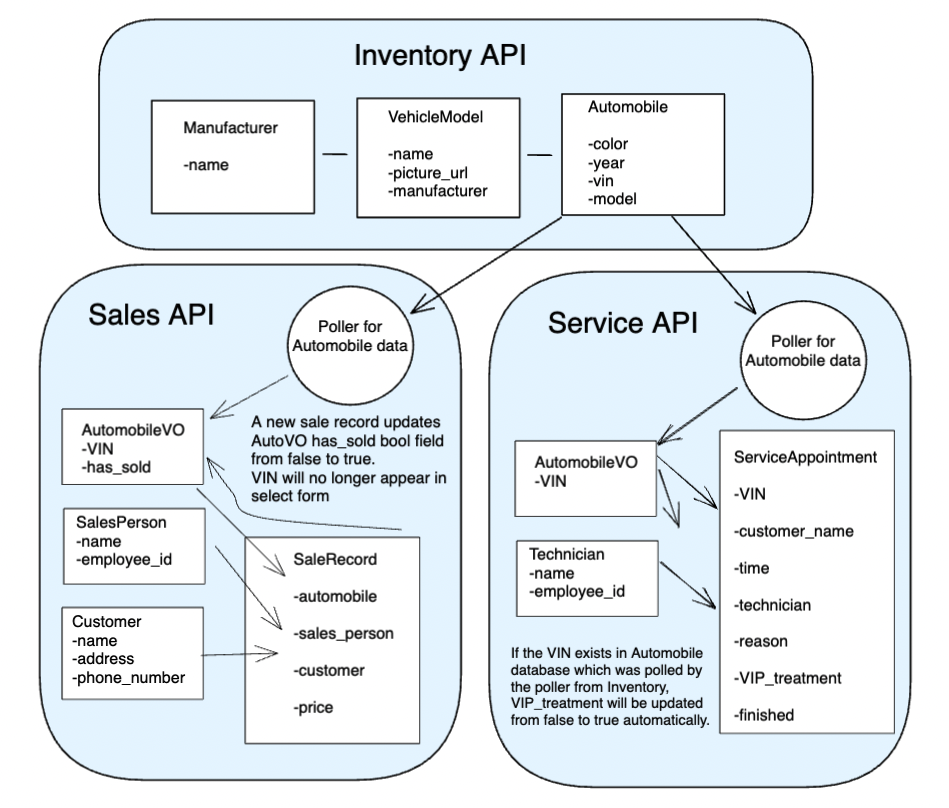 Inventory API
Manufacturer
-name
VehicleModel
-name
-picture_url
-manufacturer
Automobile
-color
-year
-vin
-model
Sales API
Poller for
Automobile data
AutomobileVO
-VIN
-has_sold
A new sale record updates
AutoVO has_sold bool field
from false to true.
VIN will no longer appear in
select form
SalesPerson
-name
-employee_id
Customer
-name
-address
-phone_number
SaleRecord
-automobile
-sales_person
-customer
-price
Service API
Poller for
Automobile data
AutomobileVO
-VIN
Technician
-name
-employee_id
If the VIN exists in Automobile
database which was polled by
the poller from Inventory,
VIP_treatment will be updated
from false to true automatically.
ServiceAppointment
-VIN
-customer_name
-time
-technician
-reason
-VIP_treatment
-finished